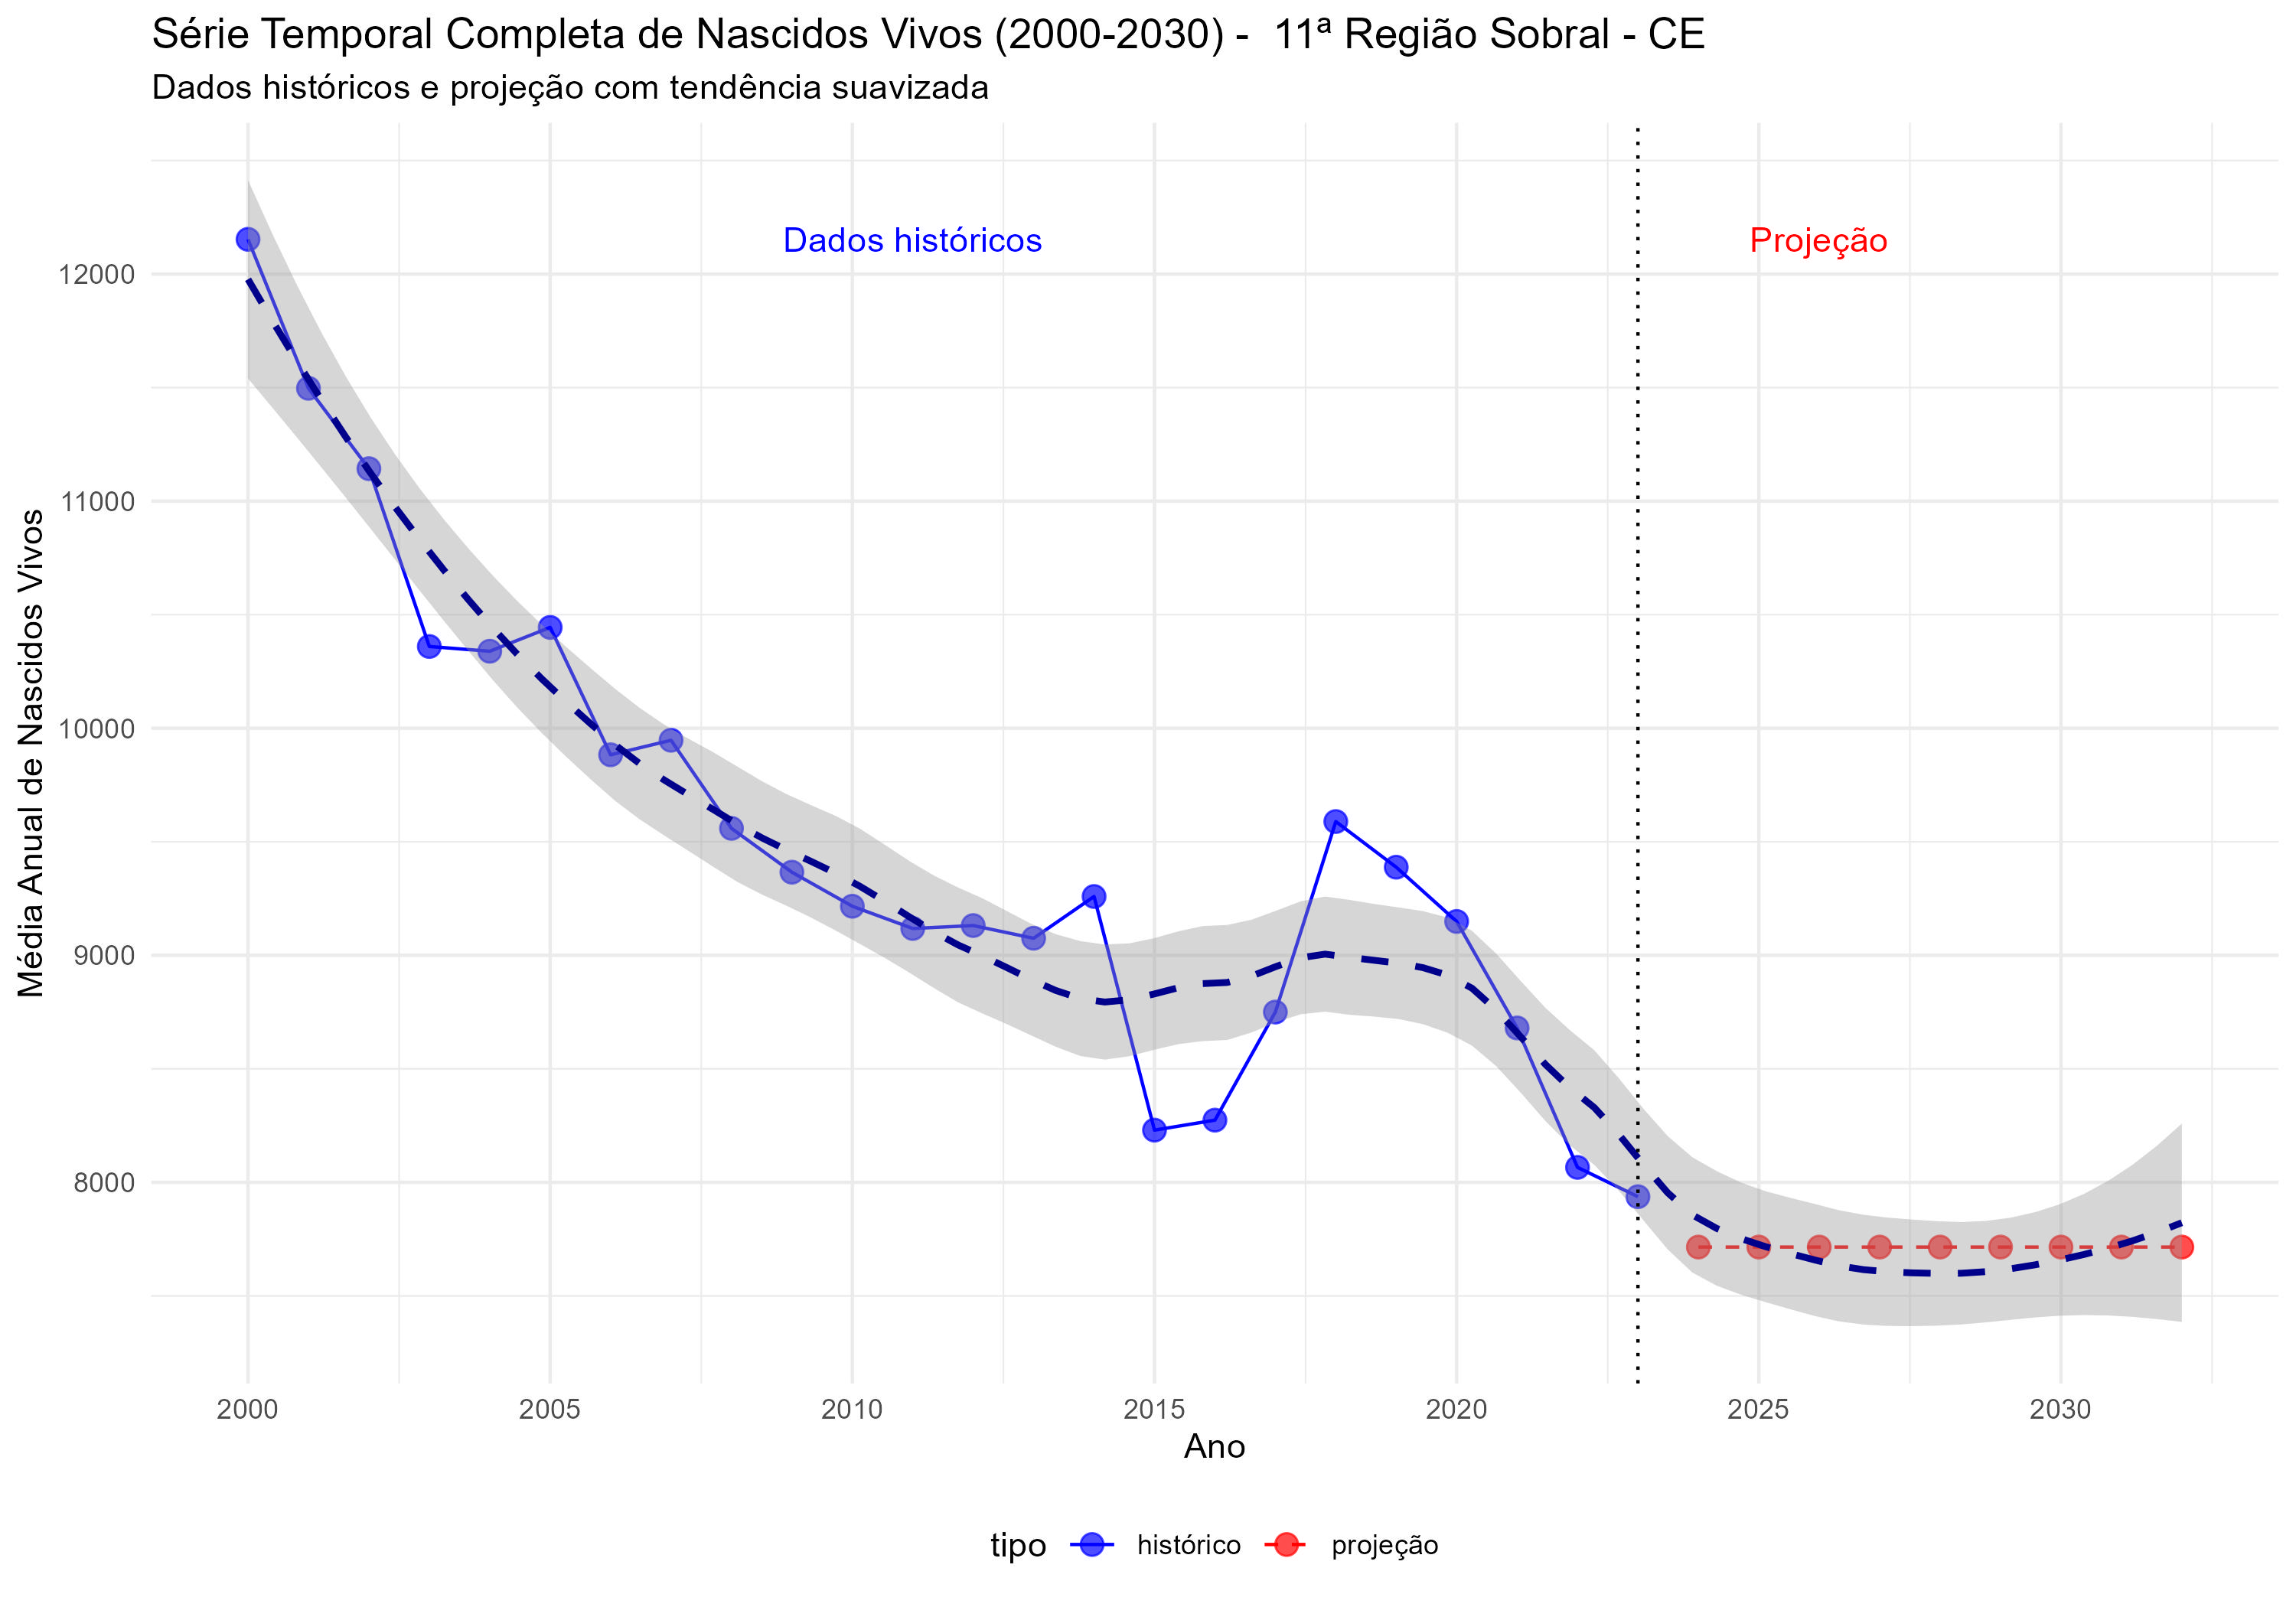 Série Temporal Completa de Nascidos Vivos (2000-2030) -  11ª Região Sobral - CE
Dados históricos e projeção com tendência suavizada
Dados históricos
Projeção
Média Anual de Nascidos Vivos
12000
11000
10000
9000
8000
2000
2005
2010
2015
2020
2025
2030
Ano
tipo
histórico
projeção